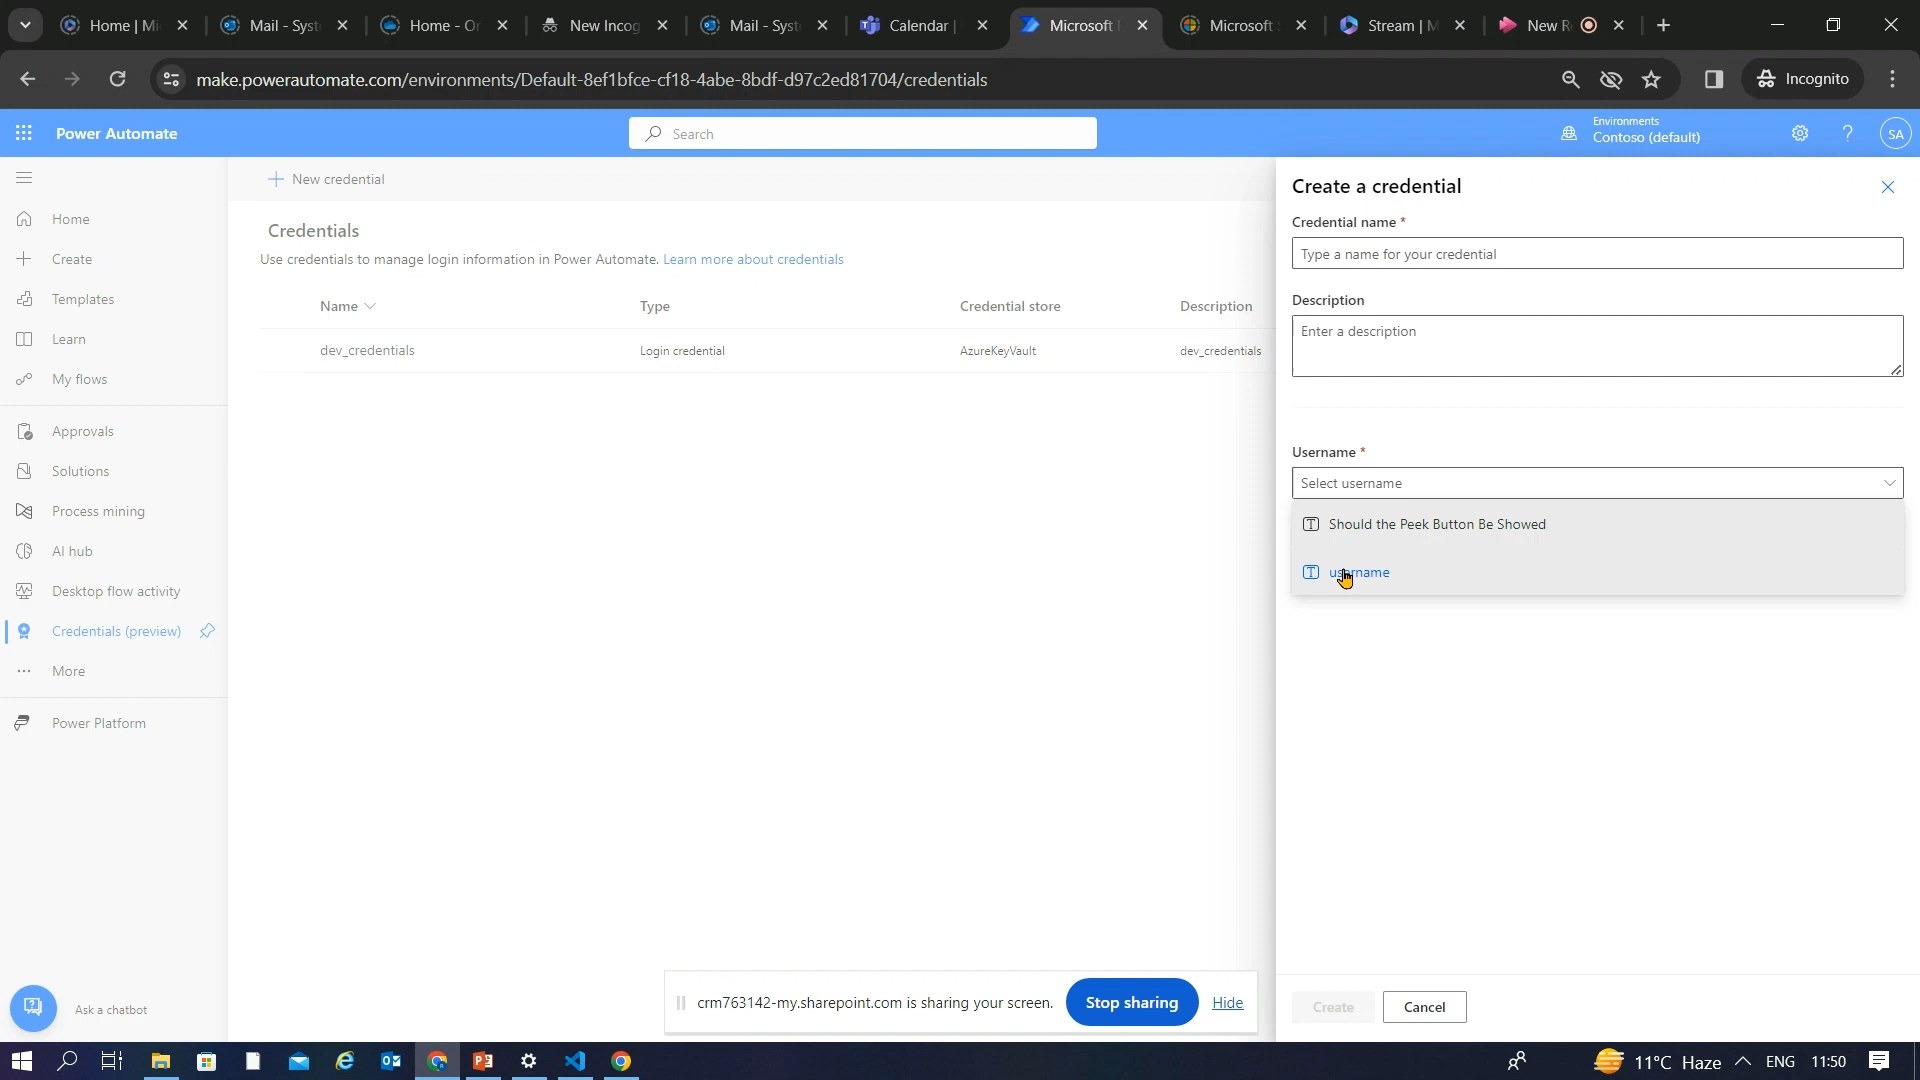 Home | Mi
Mail - Syst
Home - On
New Incog
Mail - Syst
Calendar |
Microsoft
Microsoft
Stream | M
New R
make.powerautomate.com/environments/Default-8ef1bfce-cf18-4abe-8bdf-d97c2ed81704/credentials
Incognito
Power Automate
Search
Environments
Contoso (default)
SA
Home
Create
Templates
Learn
My flows
Approvals
Solutions
Process mining
AI hub
Desktop flow activity
Credentials (preview)
More
Power Platform
Ask a chatbot
New credential
Credentials
Use credentials to manage login information in Power Automate. Learn more about credentials
Name Type Credential store Description
dev_credentials Login credential AzureKeyVault dev_credentials
Create a credential
Credential name *
Type a name for your credential
Description
Enter a description
Username *
Select username
Should the Peek Button Be Showed
username
Create Cancel
crm763142-my.sharepoint.com is sharing your screen. Stop sharing Hide
11°C Haze ENG 11:50